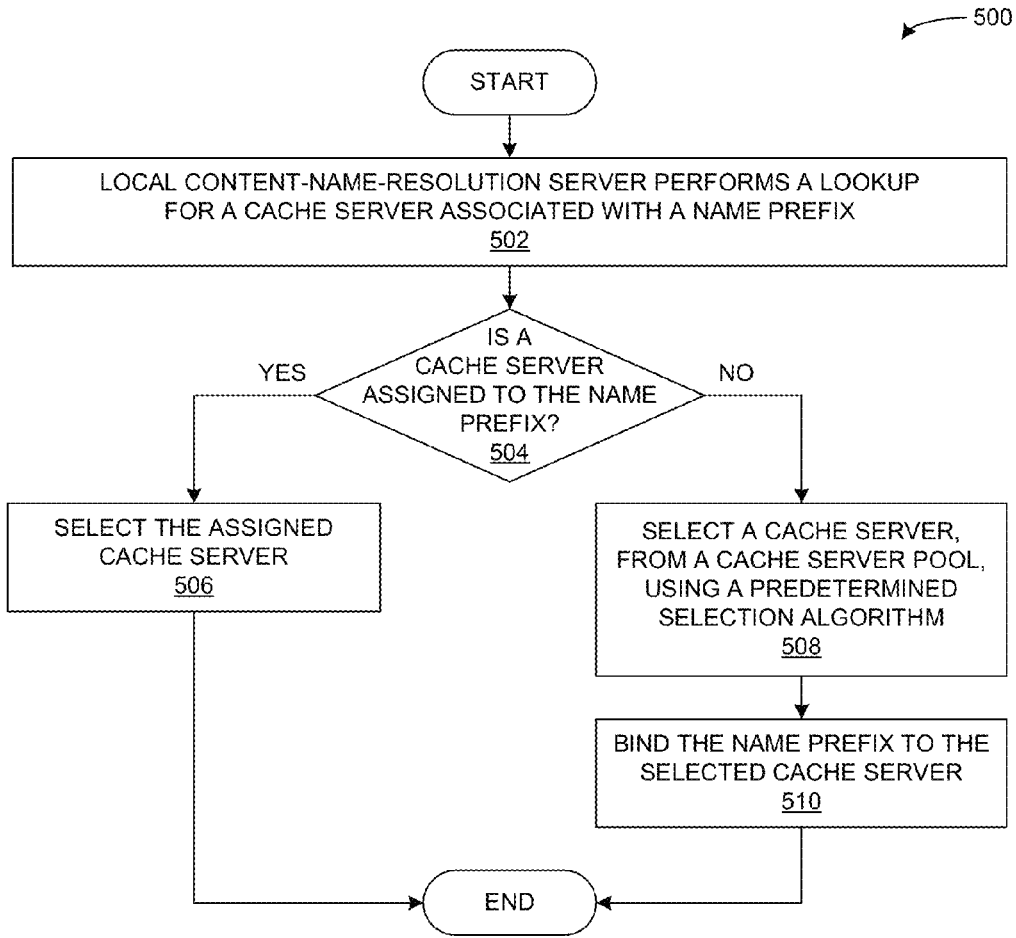 500
START
LOCAL CONTENT-NAME-RESOLUTION SERVER PERFORMS A LOOKUP
FOR A CACHE SERVER ASSOCIATED WITH A NAME PREFIX
502
IS A
CACHE SERVER
ASSIGNED TO THE NAME
PREFIX?
504
YES
NO
SELECT THE ASSIGNED
CACHE SERVER
506
SELECT A CACHE SERVER,
FROM A CACHE SERVER POOL,
USING A PREDETERMINED
SELECTION ALGORITHM
508
BIND THE NAME PREFIX TO THE
SELECTED CACHE SERVER
510
END